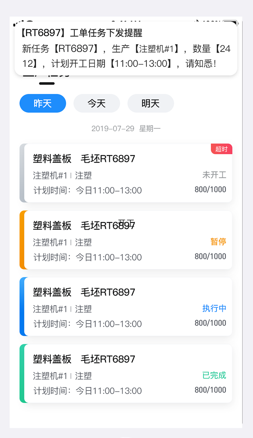 【RT6897】工单任务下发提醒
新任务【RT6897】, 生产【注塑机#1】, 数量【24
12】, 计划开工日期【11:00-13:00】, 请知悉!
昨天
今天
明天
2019-07-29 星期一
超时
塑料盖板 毛坯RT6897
注塑机#1 | 注塑
未开工
计划时间：今日11:00-13:00
800/1000
塑料盖板 毛坯RT6897
开工
注塑机#1 | 注塑
暂停
计划时间：今日11:00-13:00
800/1000
塑料盖板 毛坯RT6897
注塑机#1 | 注塑
执行中
计划时间：今日11:00-13:00
800/1000
塑料盖板 毛坯RT6897
注塑机#1 | 注塑
已完成
计划时间：今日11:00-13:00
800/1000